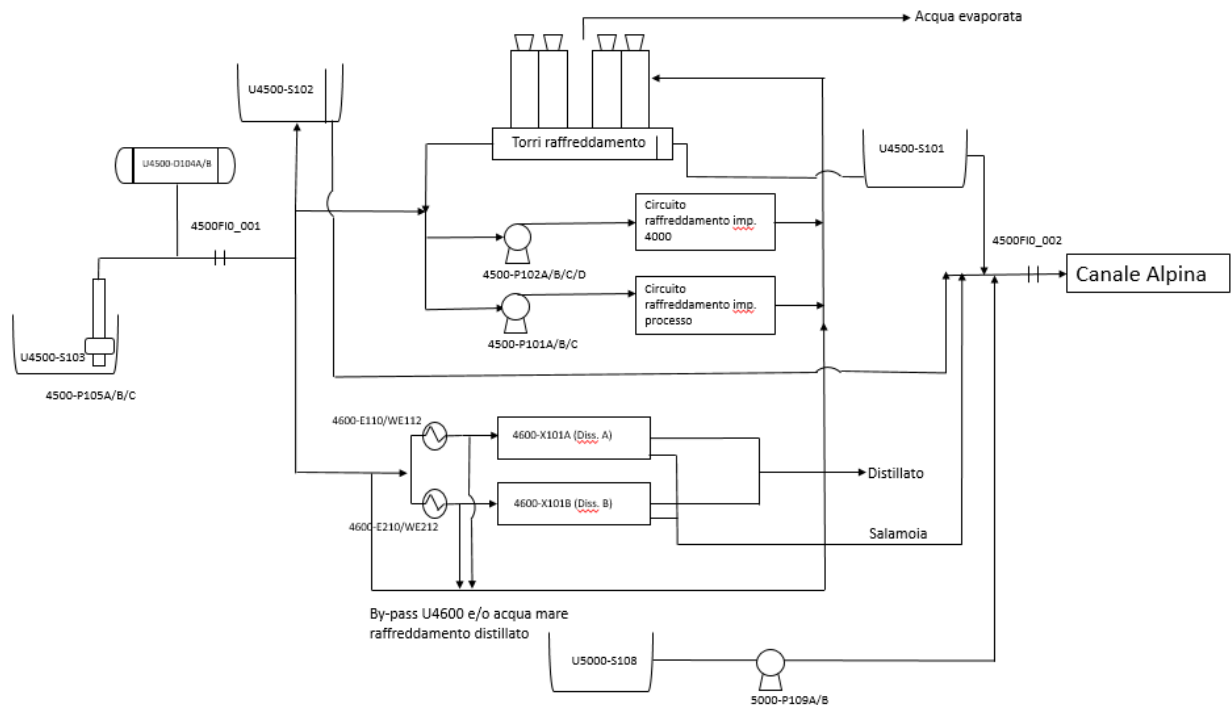 Acqua evaporata
U4500-S102
Torri raffreddamento
U4500-S101
U4500-D104A/B
Circuito
raffreddamento imp.
4000
4500FI0_001
4500FI0_002
4500-P102A/B/C/D
Canale Alpina
Circuito
raffreddamento imp.
processo
4500-P101A/B/C
U4500-S103
4500-P105A/B/C
4600-E110/WE112
4600-X101A (Diss. A)
Distillato
4600-X101B (Diss. B)
4600-E210/WE212
Salamoia
By-pass U4600 e/o acqua mare
raffreddamento distillato
U5000-S108
5000-P109A/B